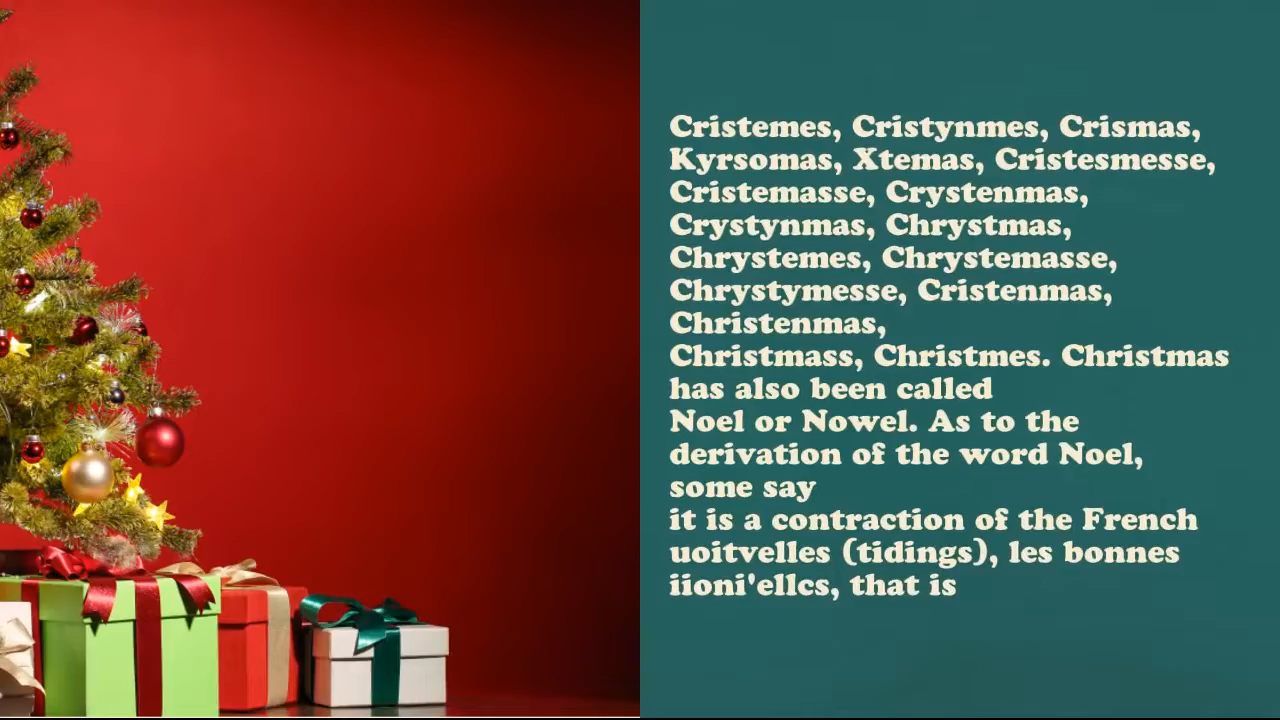 Cristemes, Cristynmes, Crismas,
Kyrsomas, Xtemas, Cristesmesse,
Cristemasse, Crystenmas,
Crystynmas, Chrystmas,
Chrystemes, Chrystemasse,
Chrystymesse, Cristenmas,
Christenmas,
Christmass, Christmes. Christmas
has also been called
Noel or Nowel. As to the
derivation of the word Noel,
some say
it is a contraction of the French
uoitvelles (tidings), les bonnes
iioni'ellcs, that is